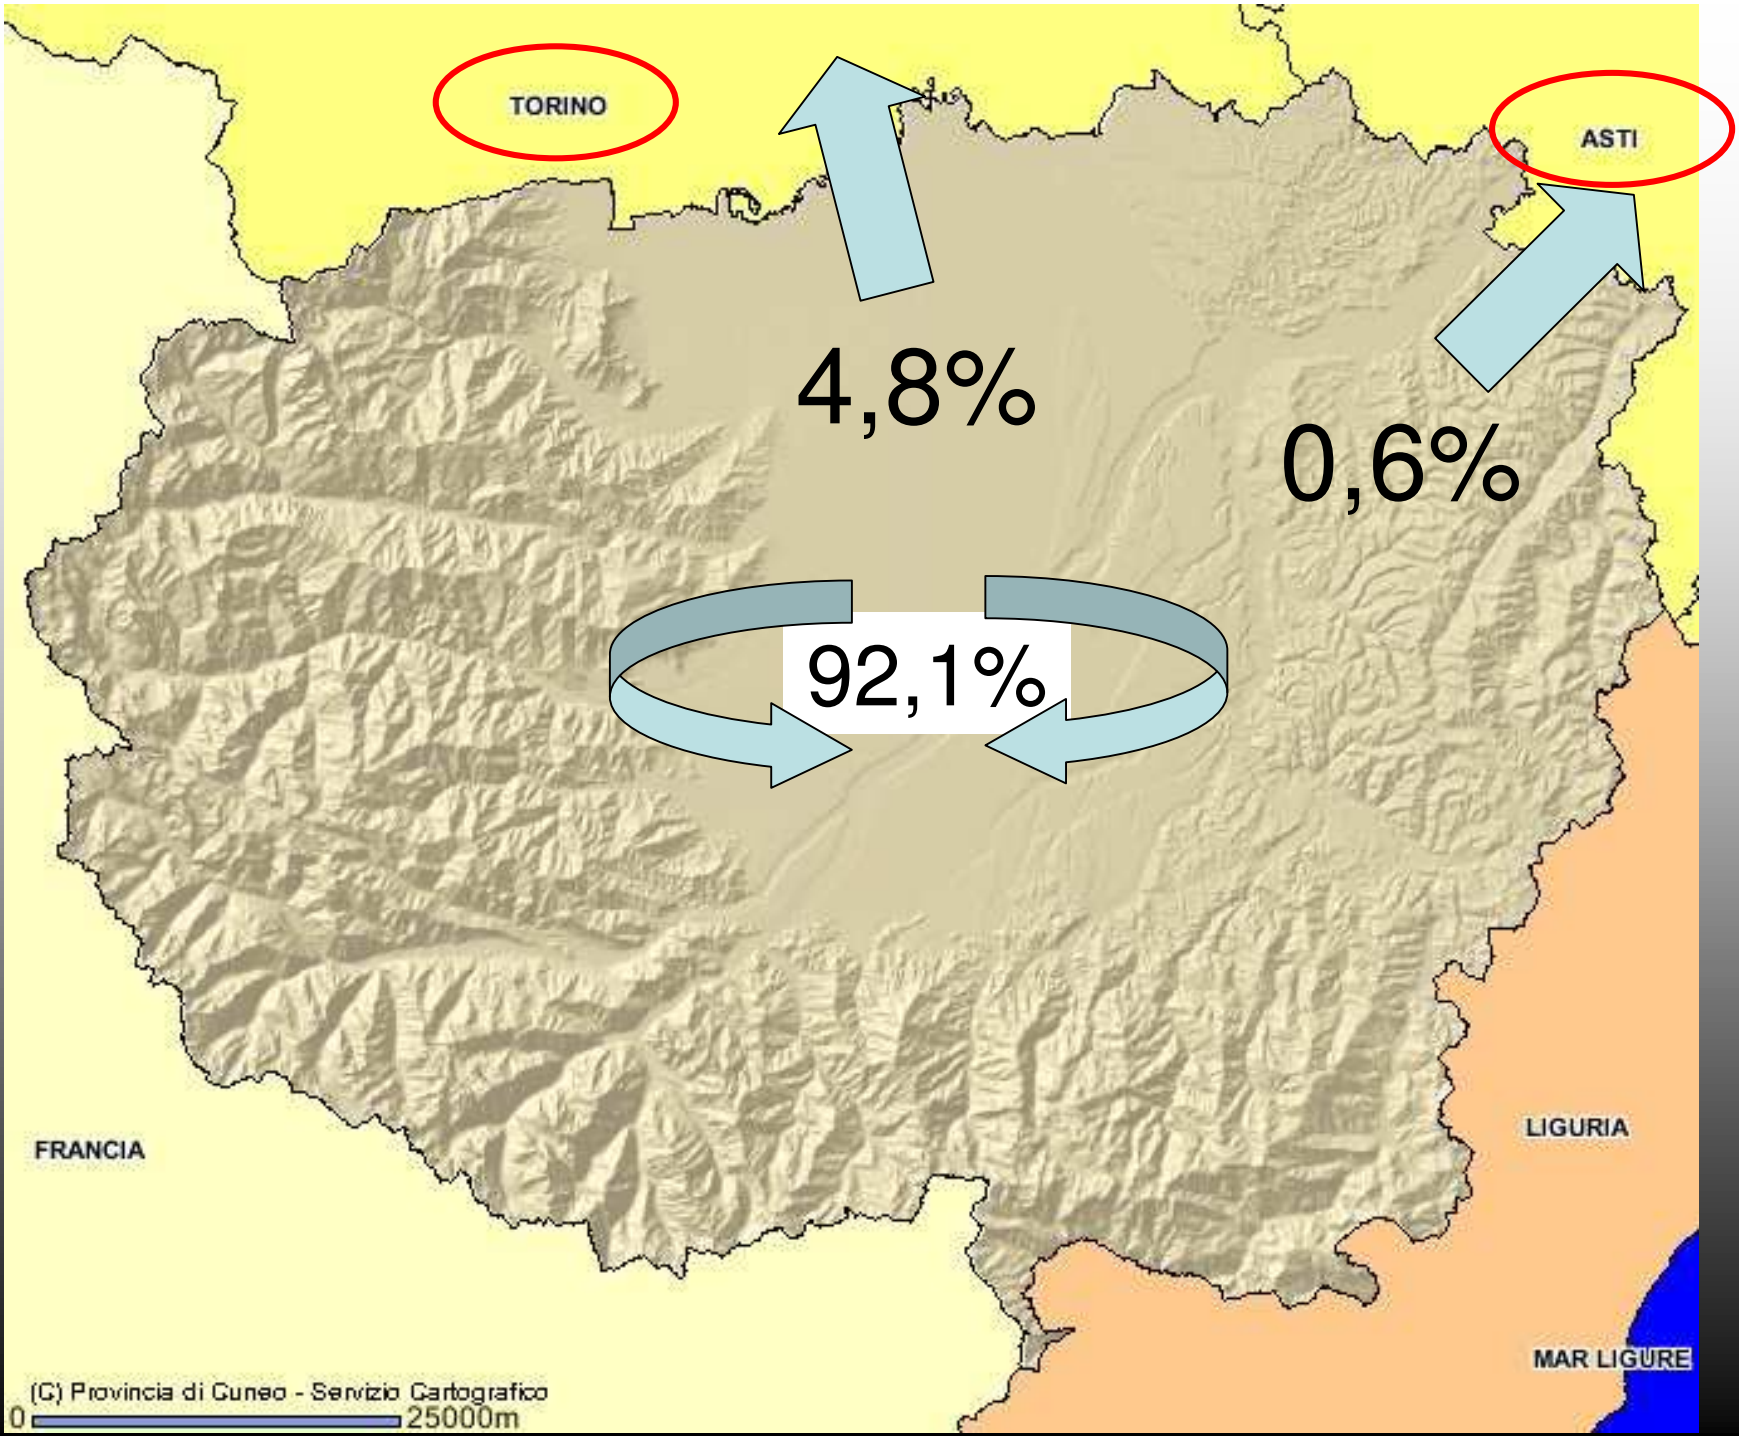 TORINO
ASTI
4,8%
0,6%
92,1%
FRANCIA
LIGURIA
MAR LIGURE
(C) Provincia di Cuneo - Servizio Cartografico
0 25000m